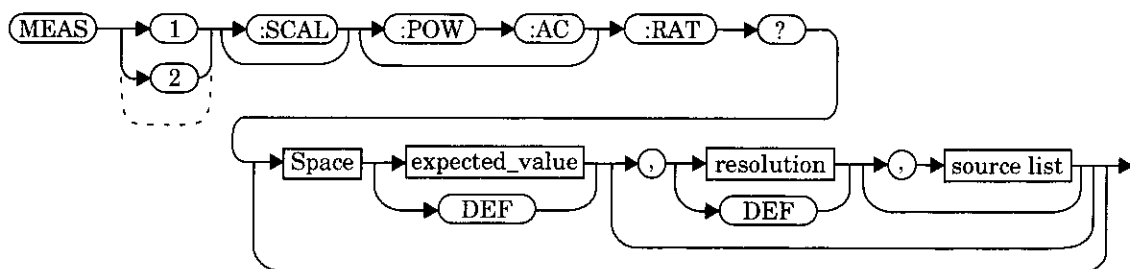 MEAS 1 :SCAL :POW :AC :RAT ?
2
Space expected_value , resolution , source list
DEF DEF